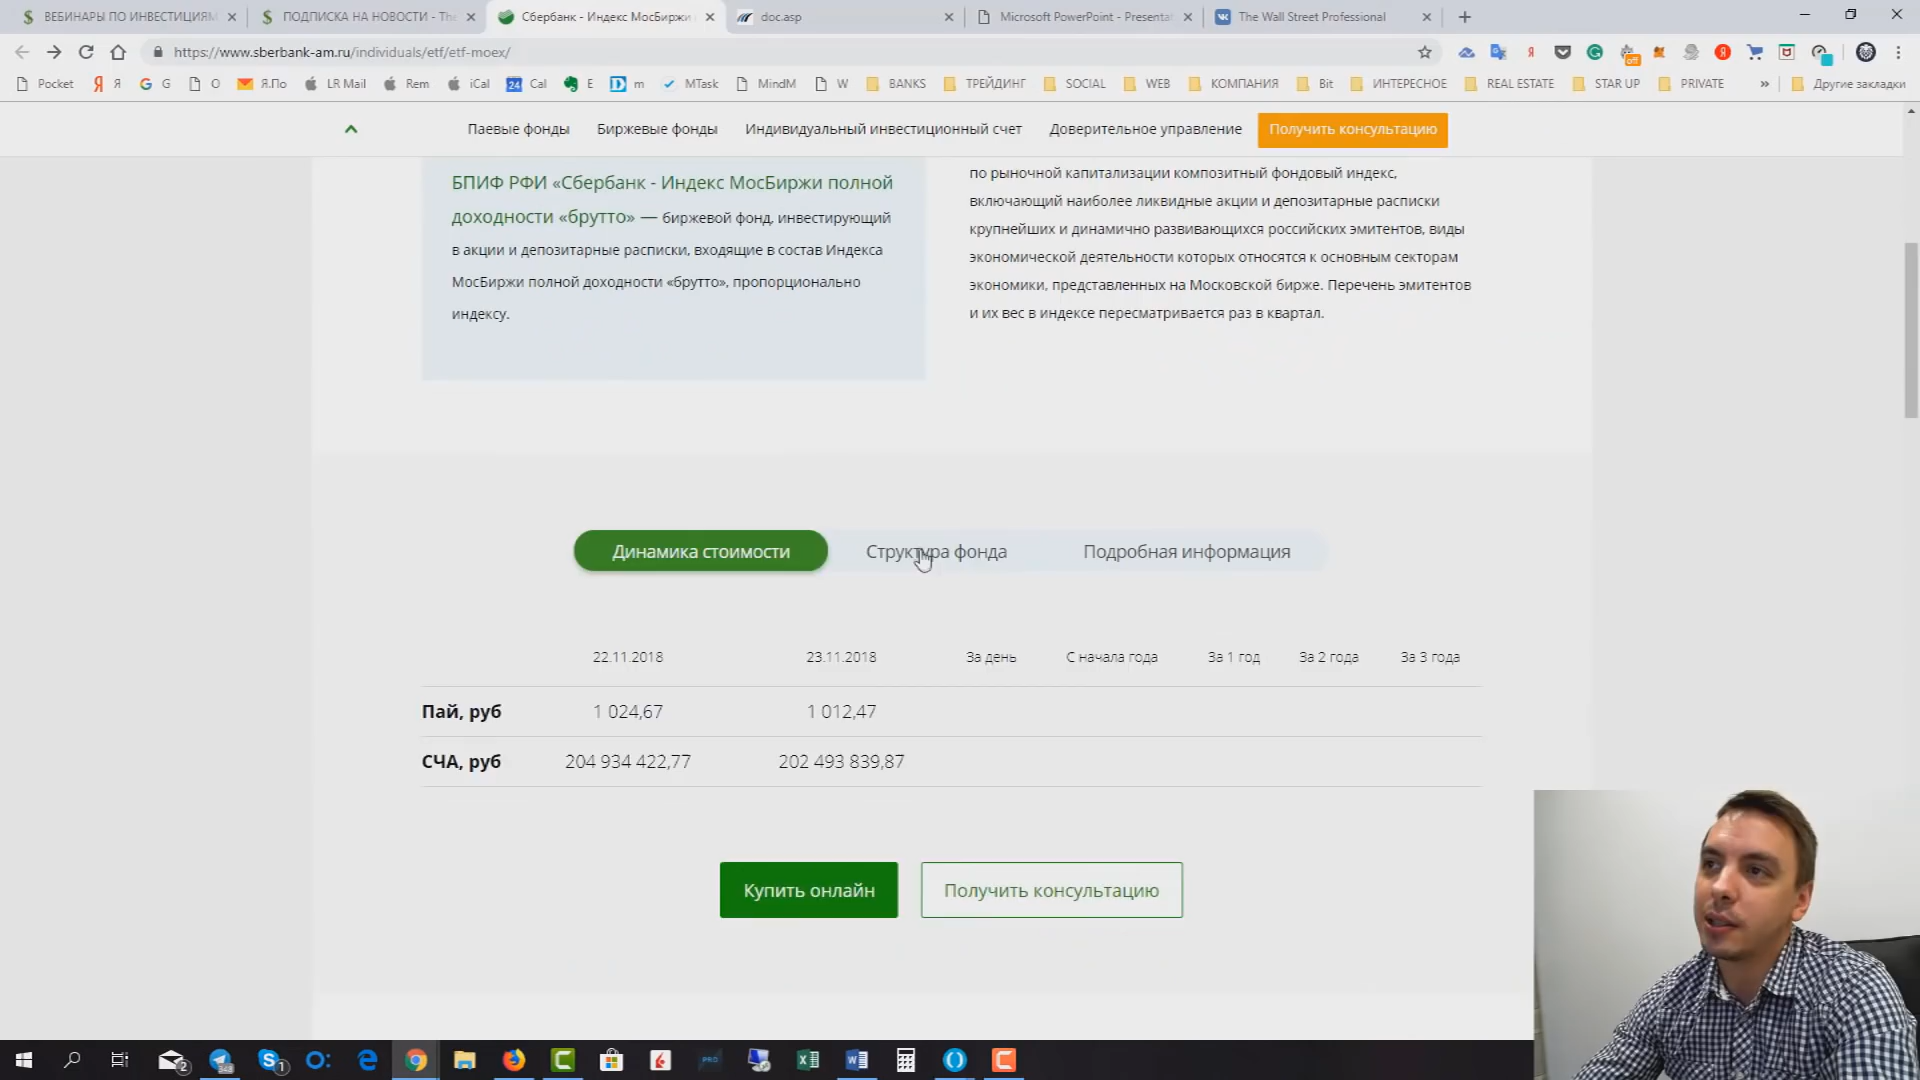 ВЕБИНАРЫ ПО ИНВЕСТИЦИЯМ
ПОДПИСКА НА НОВОСТИ - The
Сбербанк - Индекс МосБиржи
doc.asp
Microsoft PowerPoint - Presenta
The Wall Street Professional
https://www.sberbank-am.ru/individuals/etf/etf-moex/
Pocket Я G O Я.По LR Mail Rem iCal 24 Cal E m MTask MindM W BANKS ТРЕЙДИНГ SOCIAL WEB КОМПАНИЯ Bit ИНТЕРЕСНОЕ REAL ESTATE STAR UP PRIVATE » Другие закладки
Паевые фонды Биржевые фонды Индивидуальный инвестиционный счет Доверительное управление Получить консультацию
БПИФ РФИ «Сбербанк - Индекс МосБиржи полной
доходности «брутто» — биржевой фонд, инвестирующий
в акции и депозитарные расписки, входящие в состав Индекса
МосБиржи полной доходности «брутто», пропорционально
индексу.
по рыночной капитализации композитный фондовый индекс,
включающий наиболее ликвидные акции и депозитарные расписки
крупнейших и динамично развивающихся российских эмитентов, виды
экономической деятельности которых относятся к основным секторам
экономики, представленных на Московской бирже. Перечень эмитентов
и их вес в индексе пересматривается раз в квартал.
Динамика стоимости Структура фонда Подробная информация
22.11.2018 23.11.2018 За день С начала года За 1 год За 2 года За 3 года
Пай, руб 1 024,67 1 012,47
СЧА, руб 204 934 422,77 202 493 839,87
Купить онлайн Получить консультацию